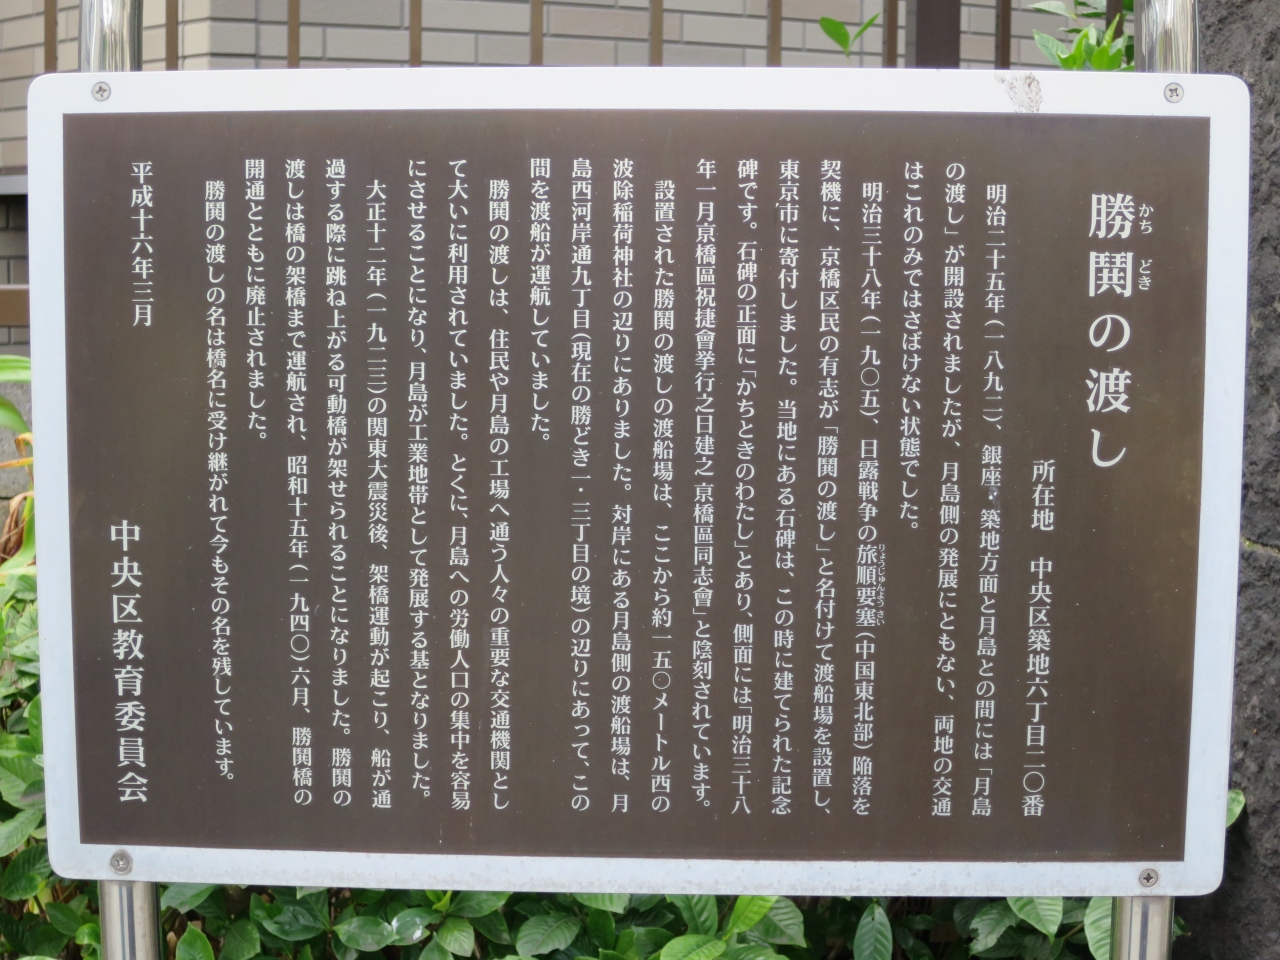 勝鬨の渡し
かちどき
所在地　中央区築地六丁目二〇番
明治二十五年（一八九二）、銀座・築地方面と月島との間には「月島
の渡し」が開設されましたが、月島側の発展にともない、両地の交通
はこれのみではさばけない状態でした。
明治三十八年（一九〇五）、日露戦争の旅順要塞（中国東北部）陥落を
りょうじゅんようさい
契機に、京橋区民の有志が「勝鬨の渡し」と名付けて渡船場を設置し、
東京市に寄付しました。当地にある石碑は、この時に建てられた記念
碑です。石碑の正面に「かちときのわたし」とあり、側面には「明治三十八
年一月京橋區祝捷會挙行之日建之 京橋區同志會」と陰刻されています。
設置された勝鬨の渡しの渡船場は、ここから約一五〇メートル西の
波除稲荷神社の辺りにありました。対岸にある月島側の渡船場は、月
島西河岸通九丁目（現在の勝どき一・三丁目の境）の辺りにあって、この
間を渡船が運航していました。
勝鬨の渡しは、住民や月島の工場へ通う人々の重要な交通機関とし
て大いに利用されていました。とくに、月島への労働人口の集中を容易
にさせることになり、月島が工業地帯として発展する基となりました。
大正十二年（一九二三）の関東大震災後、架橋運動が起こり、船が通
過する際に跳ね上がる可動橋が架せられることになりました。勝鬨の
渡しは橋の架橋まで運航され、昭和十五年（一九四〇）六月、勝鬨橋の
開通とともに廃止されました。
勝鬨の渡しの名は橋名に受け継がれて今もその名を残しています。
平成十六年三月
中央区教育委員会